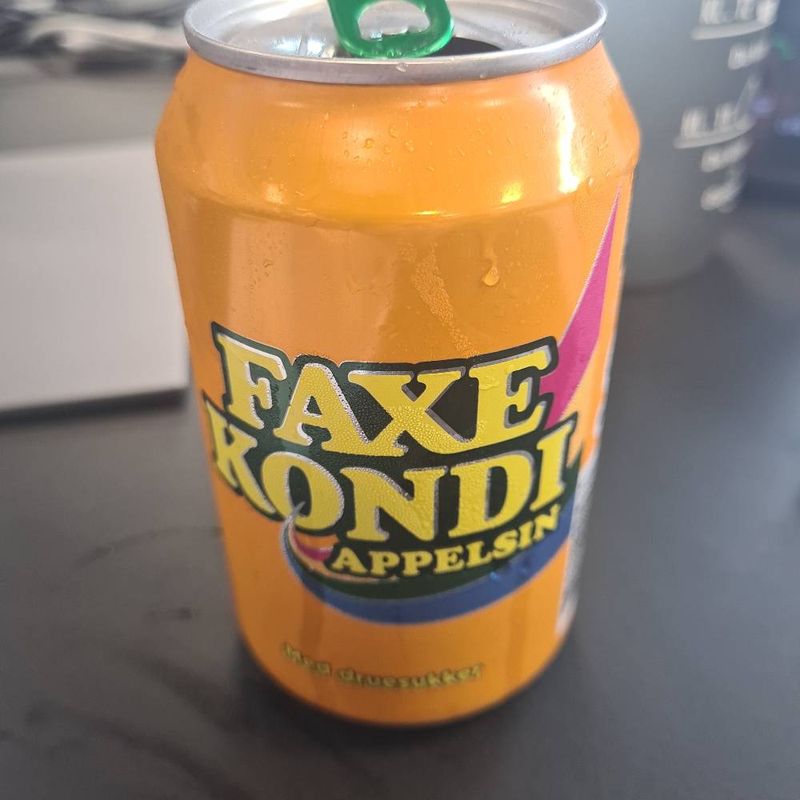 FAXE
KONDI
APPELSIN
Med druesukker